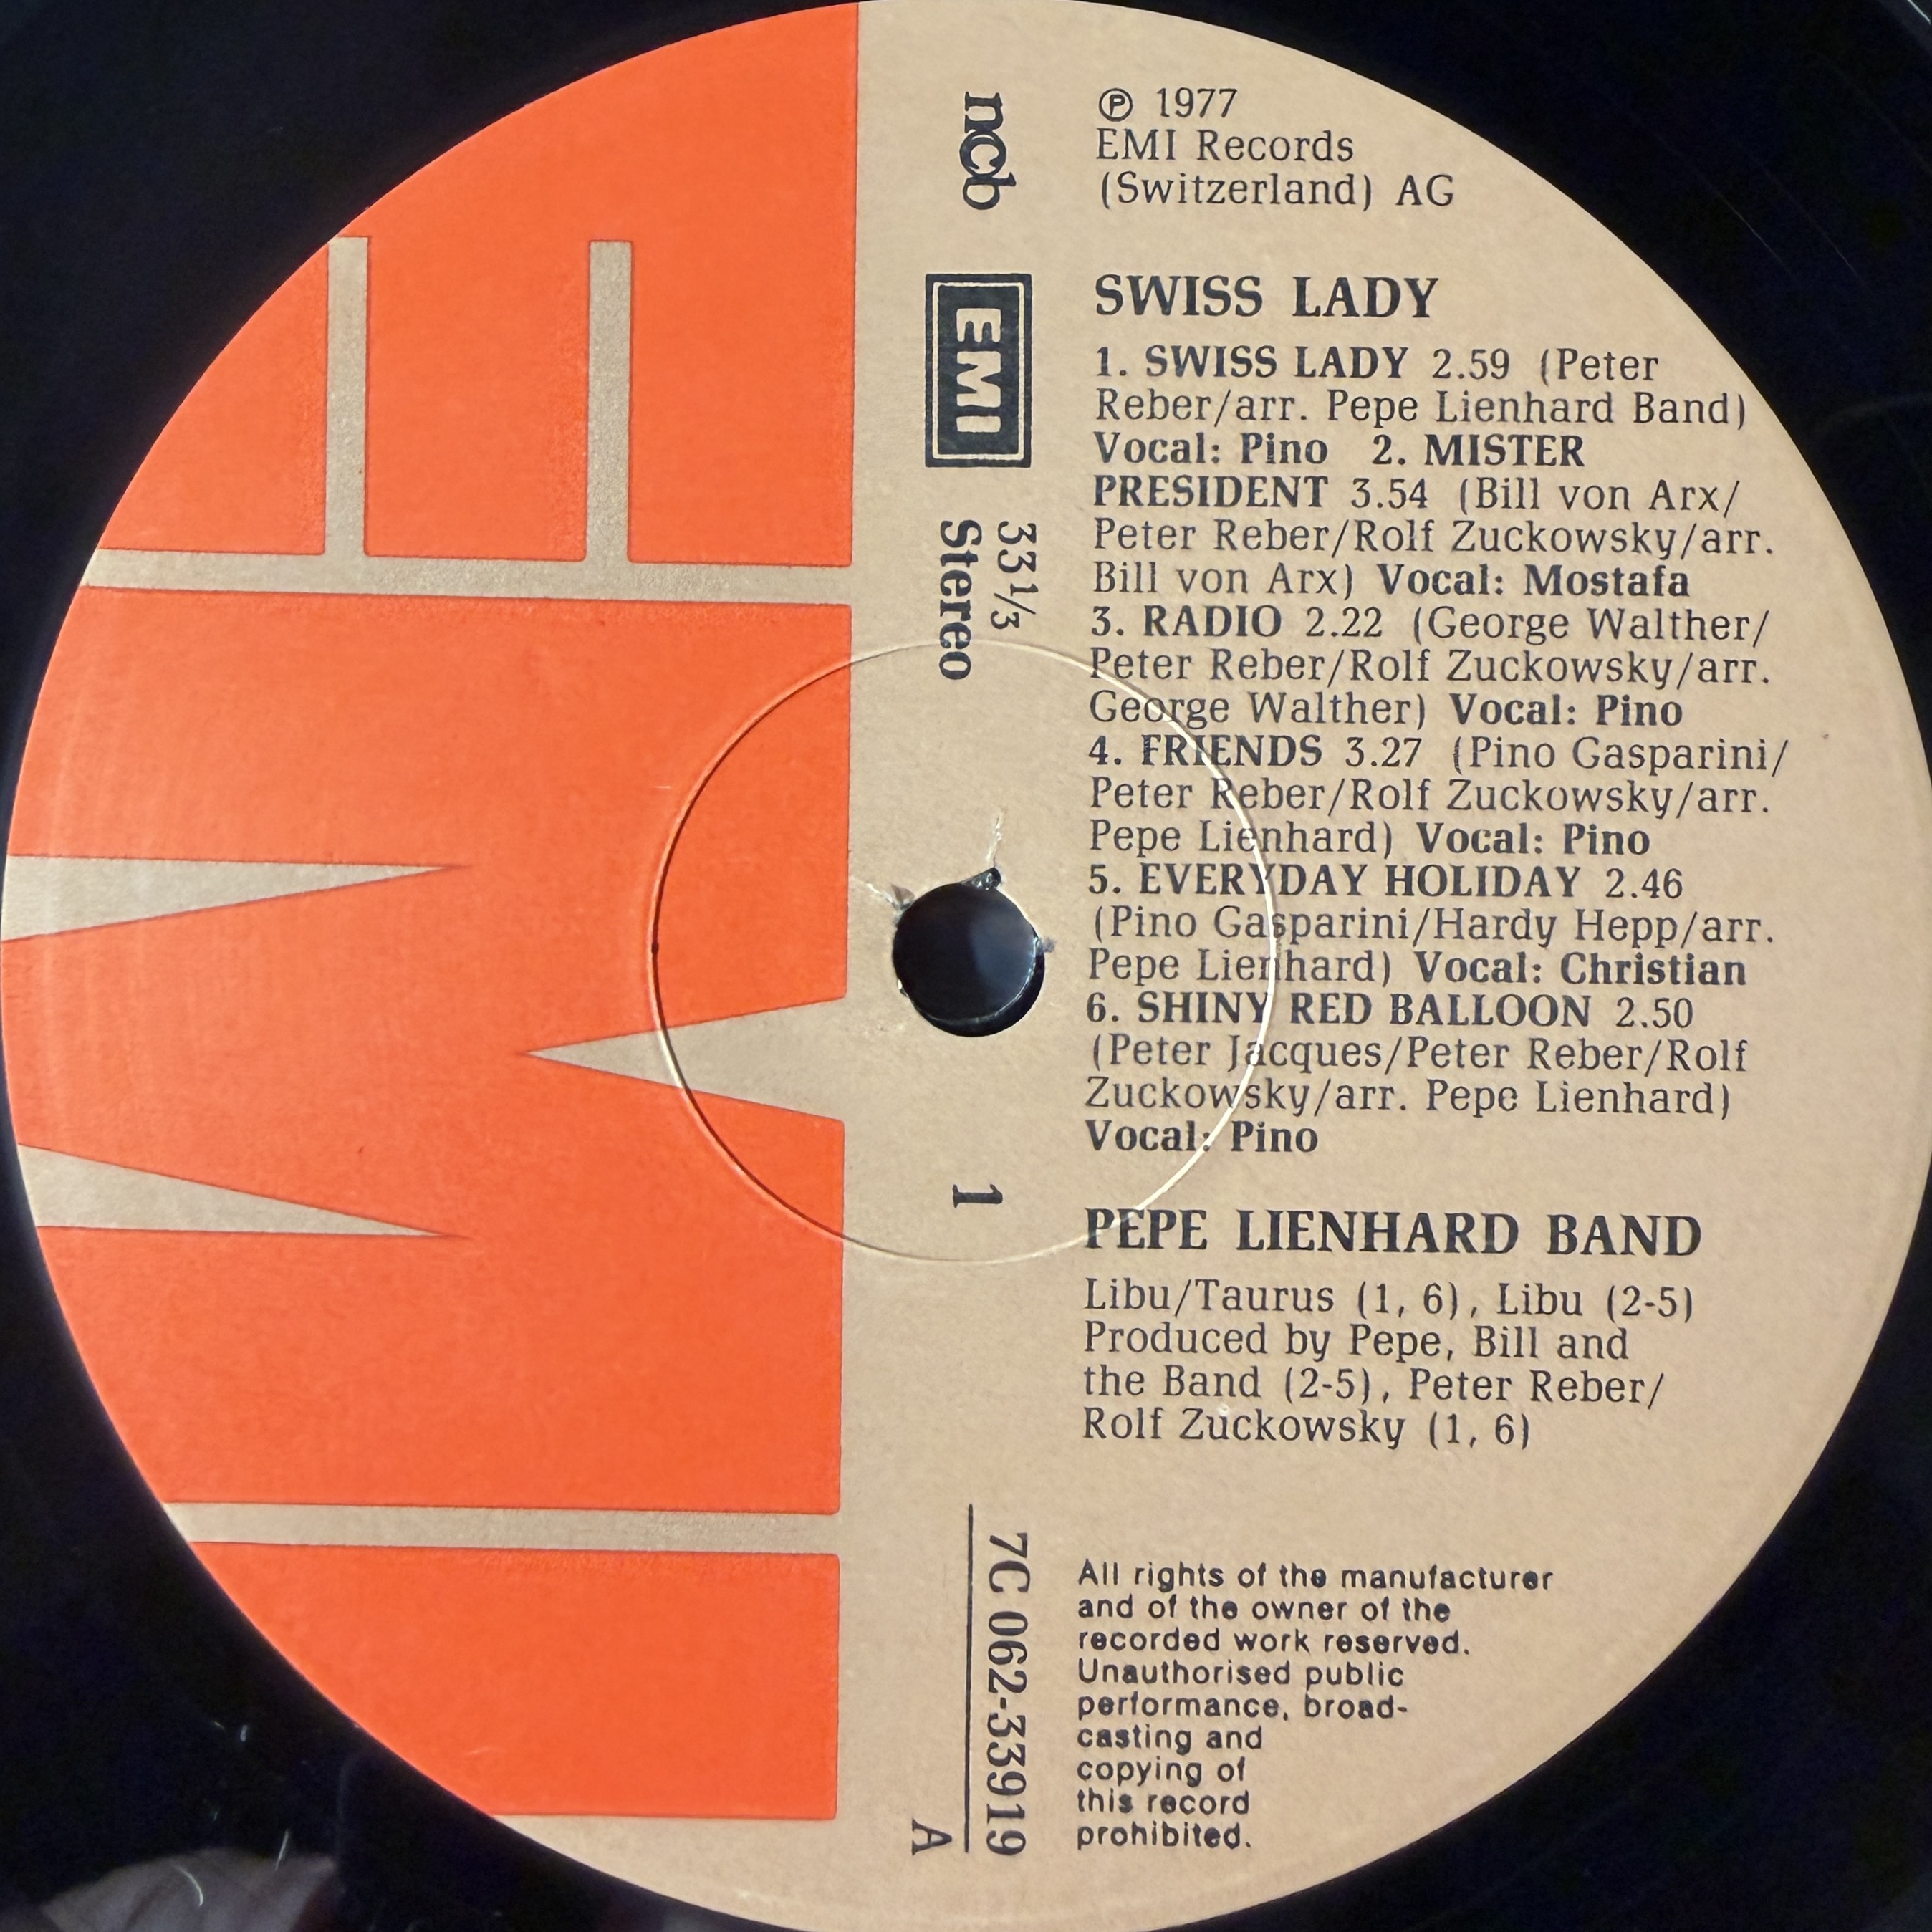 ℗ 1977
EMI Records
(Switzerland) AG
SWISS LADY
1. SWISS LADY 2.59 (Peter
Reber/arr. Pepe Lienhard Band)
Vocal: Pino 2. MISTER
PRESIDENT 3.54 (Bill von Arx/
Peter Reber/Rolf Zuckowsky/arr.
Bill von Arx) Vocal: Mostafa
3. RADIO 2.22 (George Walther/
Peter Reber/Rolf Zuckowsky/arr.
George Walther) Vocal: Pino
4. FRIENDS 3.27 (Pino Gasparini/
Peter Reber/Rolf Zuckowsky/arr.
Pepe Lienhard) Vocal: Pino
5. EVERYDAY HOLIDAY 2.46
(Pino Gasparini/Hardy Hepp/arr.
Pepe Lienhard) Vocal: Christian
6. SHINY RED BALLOON 2.50
(Peter Jacques/Peter Reber/Rolf
Zuckowsky/arr. Pepe Lienhard)
Vocal: Pino
PEPE LIENHARD BAND
Libu/Taurus (1, 6), Libu (2-5)
Produced by Pepe, Bill and
the Band (2-5), Peter Reber/
Rolf Zuckowsky (1, 6)
All rights of the manufacturer
and of the owner of the
recorded work reserved.
Unauthorised public
performance, broad-
casting and
copying of
this record
prohibited.
ncb
EMI
33 1/3
Stereo
1
7C 062-33919
A
EMI